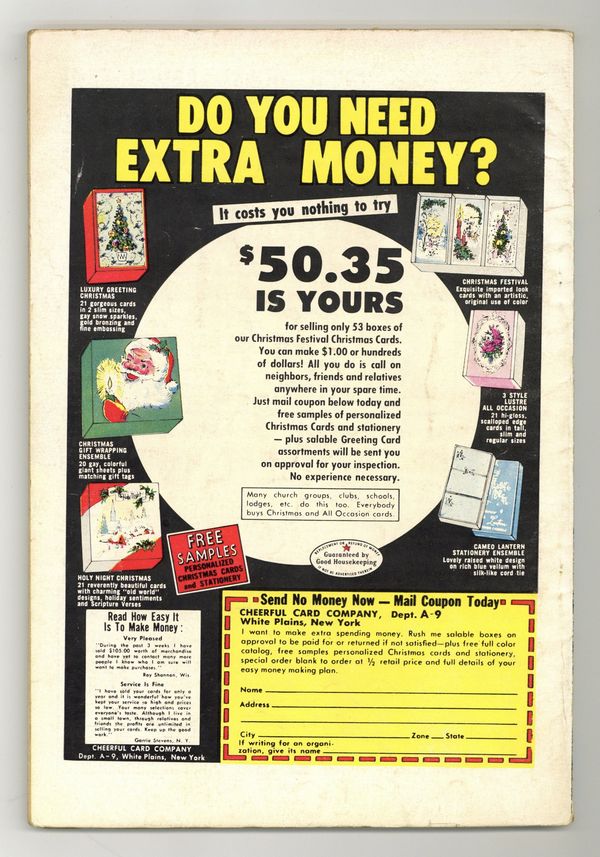 DO YOU NEED
EXTRA MONEY?
It costs you nothing to try
$50.35
IS YOURS
for selling only 53 boxes of
our Christmas Festival Christmas Cards.
You can make $1.00 or hundreds
of dollars! All you do is call on
neighbors, friends and relatives
anywhere in your spare time.
Just mail coupon below today and
free samples of personalized
Christmas Cards and stationery
— plus salable Greeting Card
assortments will be sent you
on approval for your inspection.
No experience necessary.
Many church groups, clubs, schools,
lodges, etc. do this too. Everybody
buys Christmas and All Occasion cards.
LUXURY GREETING
CHRISTMAS
21 gorgeous cards
in 2 slim sizes,
gay snow sparkles,
gold bronzing and
fine embossing
CHRISTMAS
GIFT WRAPPING
ENSEMBLE
20 gay, colorful
giant sheets plus
matching gift tags
HOLY NIGHT CHRISTMAS
21 reverently beautiful cards
with charming "old world"
designs, holiday sentiments
and Scripture Verses
CHRISTMAS FESTIVAL
Exquisite imported look
cards with an artistic,
original use of color
3 STYLE
LUSTRE
ALL OCCASION
21 hi-gloss,
scalloped edge
cards in tall,
slim and
regular sizes
CAMEO LANTERN
STATIONERY ENSEMBLE
Lovely raised white design
on rich blue vellum with
silk-like cord tie
FREE
SAMPLES
PERSONALIZED
CHRISTMAS CARDS
and STATIONERY
REPLACEMENT OR REFUND OF MONEY
Guaranteed by
Good Housekeeping
IF NOT AS ADVERTISED THEREIN
Read How Easy It
Is To Make Money:
Very Pleased
"During the past 3 weeks I have
sold $105.00 worth of merchandise
and have yet to contact many more
people I know who I am sure will
want to make purchases."
Roy Shannon, Wis.
Service Is Fine
"I have sold your cards for only a
year and it is wonderful how you've
kept your service so high and prices
so low. Your many selections cover
everyone's taste. Although I live in
a small town, through relatives and
friends the profits are unlimited in
selling your cards. Keep up the good
work."
Garrie Stevens, N. Y.
CHEERFUL CARD COMPANY
Dept. A-9, White Plains, New York
Send No Money Now — Mail Coupon Today
CHEERFUL CARD COMPANY, Dept. A-9
White Plains, New York
I want to make extra spending money. Rush me salable boxes on
approval to be paid for or returned if not satisfied—plus free full color
catalog, free samples personalized Christmas cards and stationery,
special order blank to order at ½ retail price and full details of your
easy money making plan.
Name
Address
City Zone State
If writing for an organi-
zation, give its name